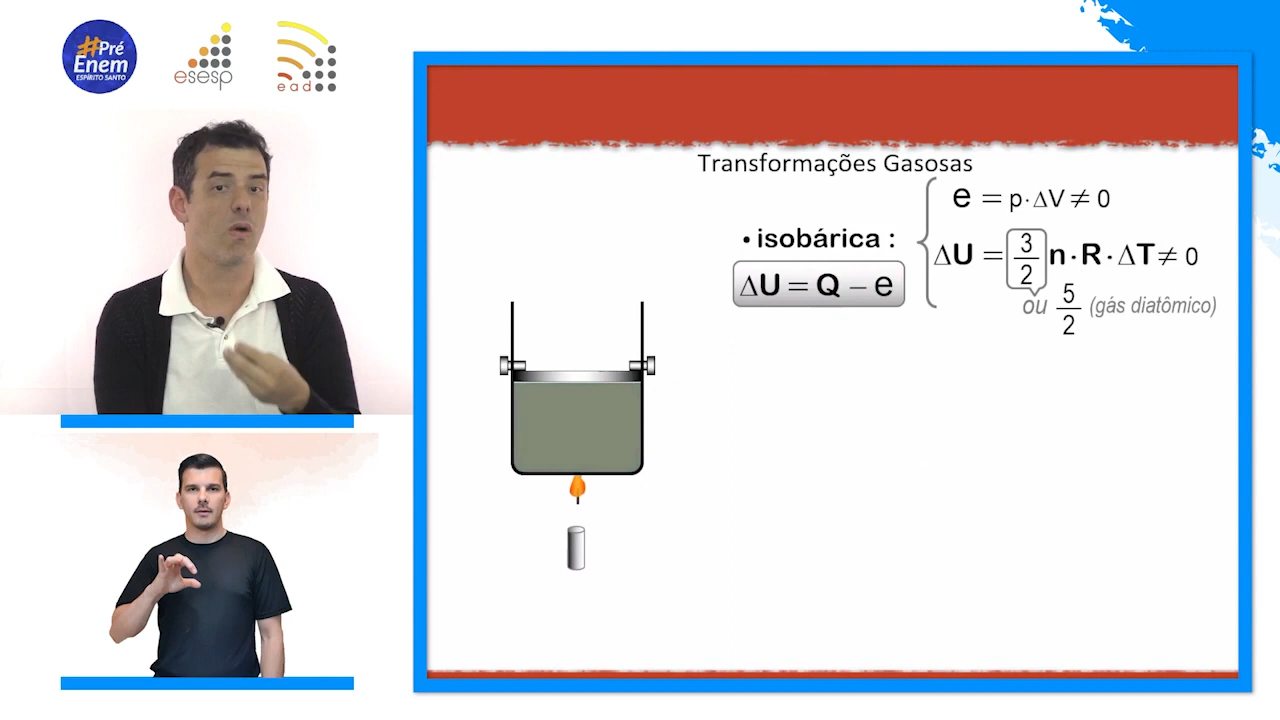 #Pré
Enem
ESPÍRITO SANTO
esesp
ead
Transformações Gasosas
• isobárica :
ΔU = Q – e
e = p·ΔV ≠ 0
ΔU = 3/2 n·R·ΔT ≠ 0
ou 5/2 (gás diatômico)